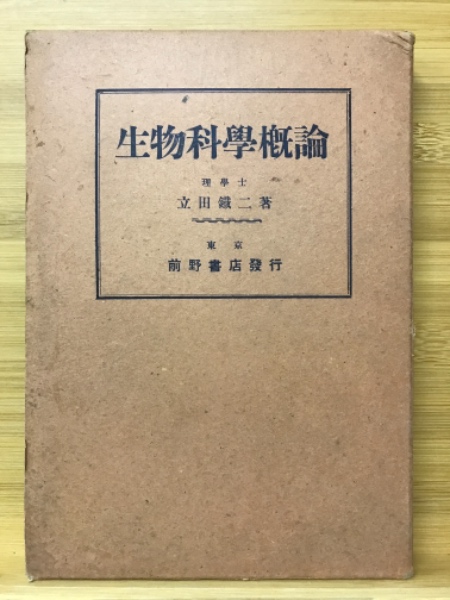 生物科學概論
理學士
立田鐵二著
東京
前野書店發行